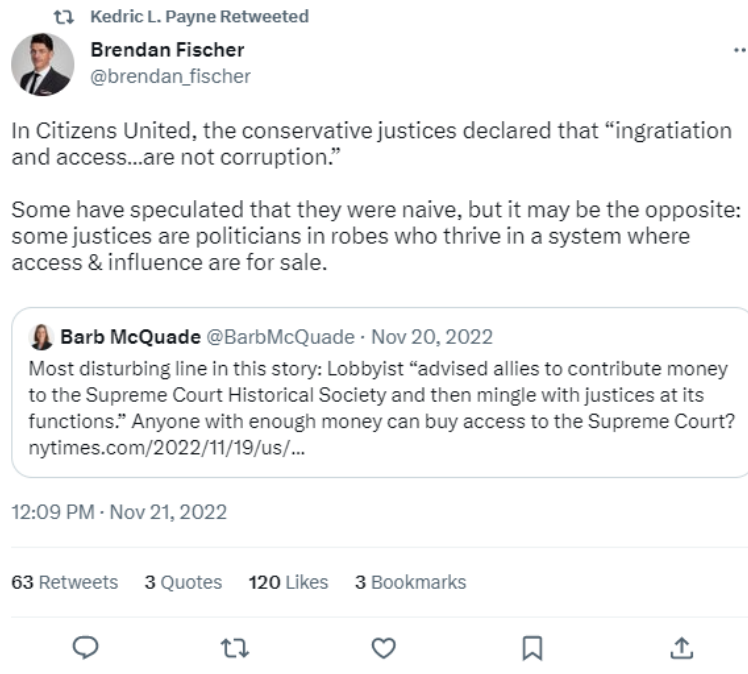 Kedric L. Payne Retweeted
Brendan Fischer
@brendan_fischer
In Citizens United, the conservative justices declared that “ingratiation
and access...are not corruption.”
Some have speculated that they were naive, but it may be the opposite:
some justices are politicians in robes who thrive in a system where
access & influence are for sale.
Barb McQuade @BarbMcQuade · Nov 20, 2022
Most disturbing line in this story: Lobbyist “advised allies to contribute money
to the Supreme Court Historical Society and then mingle with justices at its
functions.” Anyone with enough money can buy access to the Supreme Court?
nytimes.com/2022/11/19/us/...
12:09 PM · Nov 21, 2022
63 Retweets 3 Quotes 120 Likes 3 Bookmarks